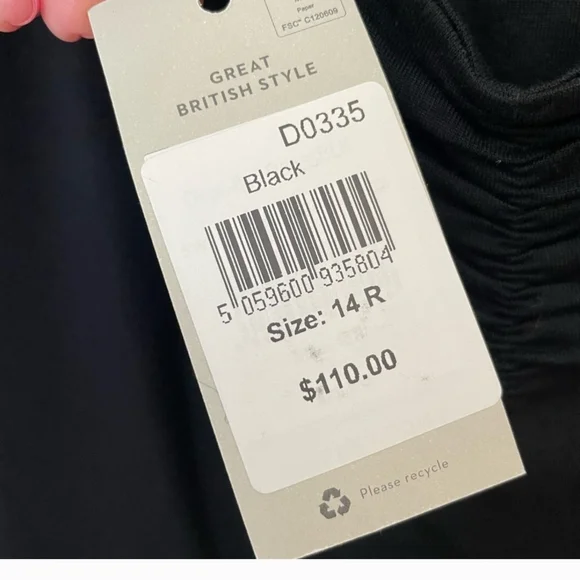 Paper
FSC® C120609
GREAT
BRITISH STYLE
D0335
Black
5 059600 935804
Size: 14 R
$110.00
Please recycle